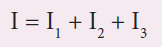 I = I₁ + I₂ + I₃